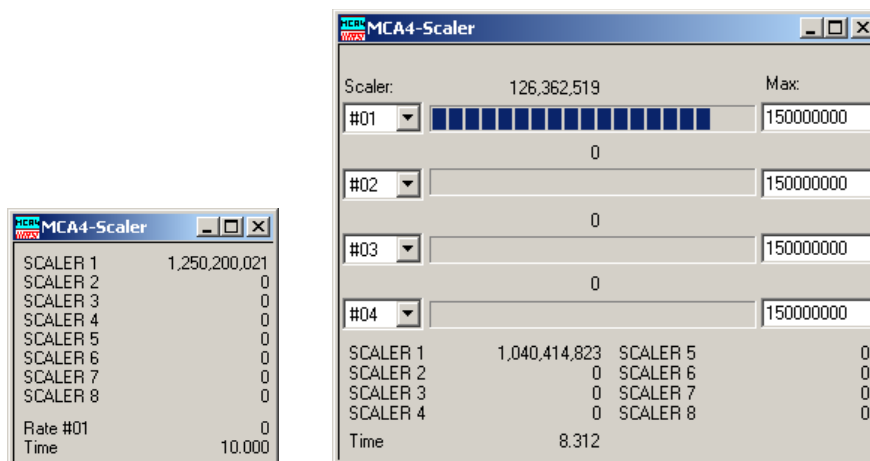 MCA4-Scaler
SCALER 1 1,250,200,021
SCALER 2 0
SCALER 3 0
SCALER 4 0
SCALER 5 0
SCALER 6 0
SCALER 7 0
SCALER 8 0
Rate #01 0
Time 10.000
MCA4-Scaler
Scaler: 126,362,519 Max:
#01 150000000
0
#02 150000000
0
#03 150000000
0
#04 150000000
SCALER 1 1,040,414,823 SCALER 5 0
SCALER 2 0 SCALER 6 0
SCALER 3 0 SCALER 7 0
SCALER 4 0 SCALER 8 0
Time 8.312